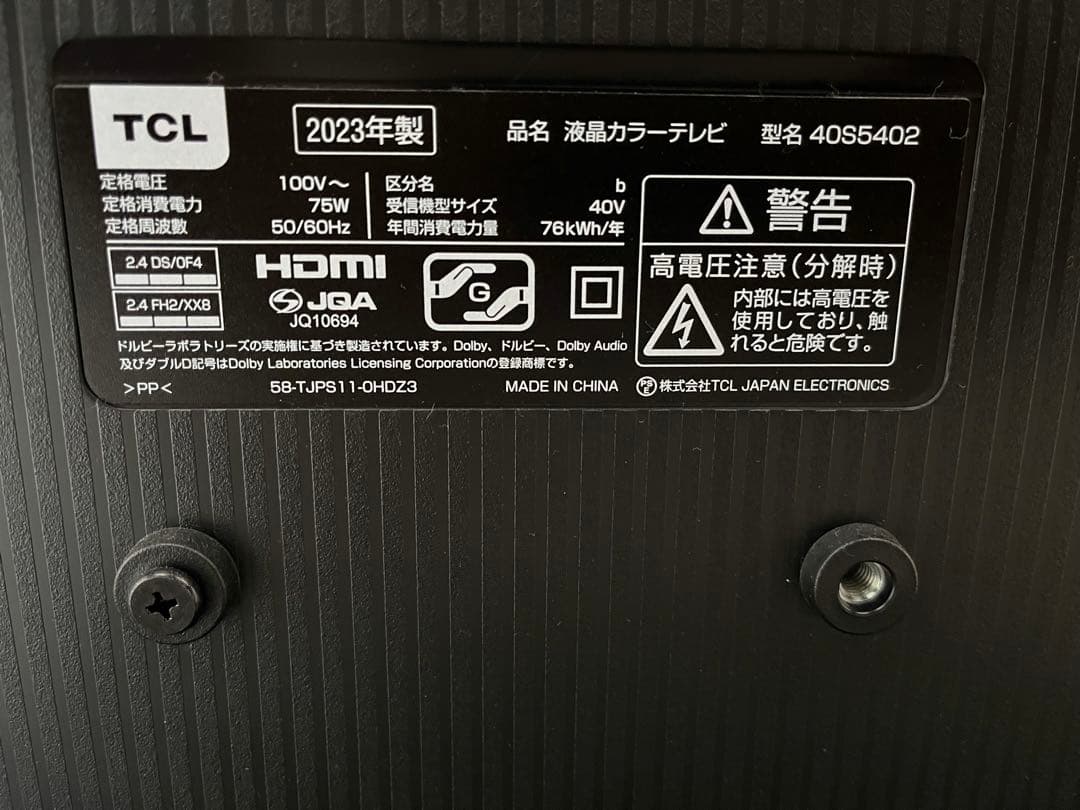 TCL 2023年製 品名 液晶カラーテレビ 型名 40S5402
定格電圧 100V～ 区分名 b
定格消費電力 75W 受信機型サイズ 40V
定格周波数 50/60Hz 年間消費電力量 76kWh/年
警告
高電圧注意(分解時)
内部には高電圧を
使用しており、触
れると危険です。
2.4 DS/OF4
2.4 FH2/XX8
HDMI
JQA
JQ10694
G
ドルビーラボラトリーズの実施権に基づき製造されています。Dolby、ドルビー、Dolby Audio
及びダブルD記号はDolby Laboratories Licensing Corporationの登録商標です。
>PP< 58-TJPS11-0HDZ3 MADE IN CHINA PSE 株式会社TCL JAPAN ELECTRONICS